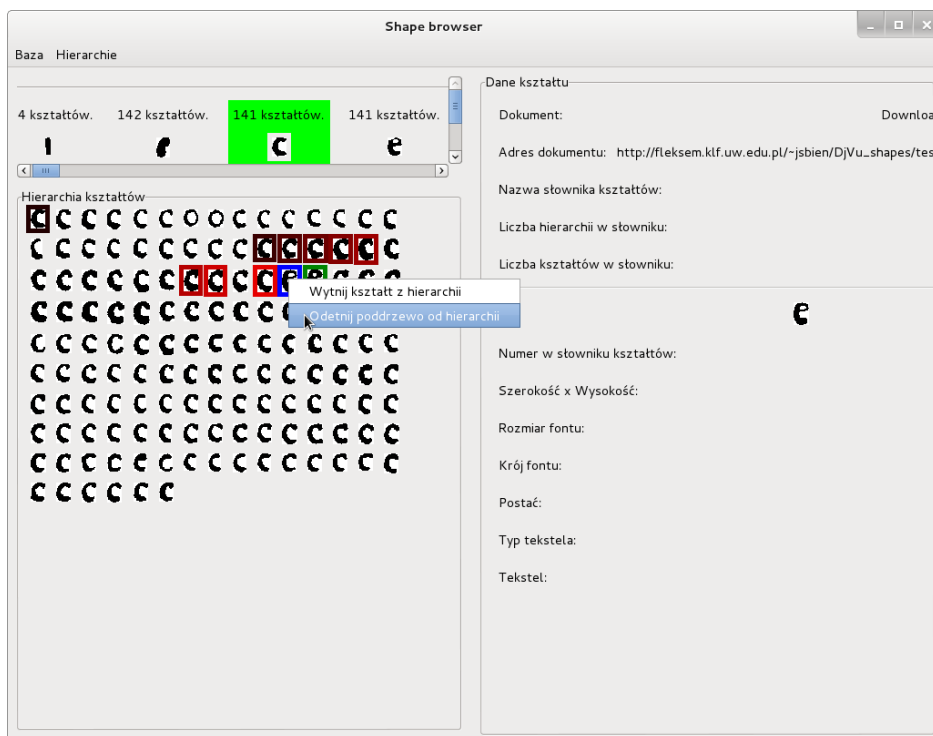 Shape browser
Baza Hierarchie
4 kształtów. 142 kształtów. 141 kształtów. 141 kształtów.
ı e c e
Hierarchia kształtów
c c c c c c o o c c c c c c c
c c c c c c c c c c c c c c c
Wytnij kształt z hierarchii
Odetnij poddrzewo od hierarchii
Dane kształtu
Dokument: Downloa
Adres dokumentu: http://fleksem.klf.uw.edu.pl/~jsbien/DjVu_shapes/tes
Nazwa słownika kształtów:
Liczba hierarchii w słowniku:
Liczba kształtów w słowniku:
e
Numer w słowniku kształtów:
Szerokość x Wysokość:
Rozmiar fontu:
Krój fontu:
Postać:
Typ tekstela:
Tekstel: